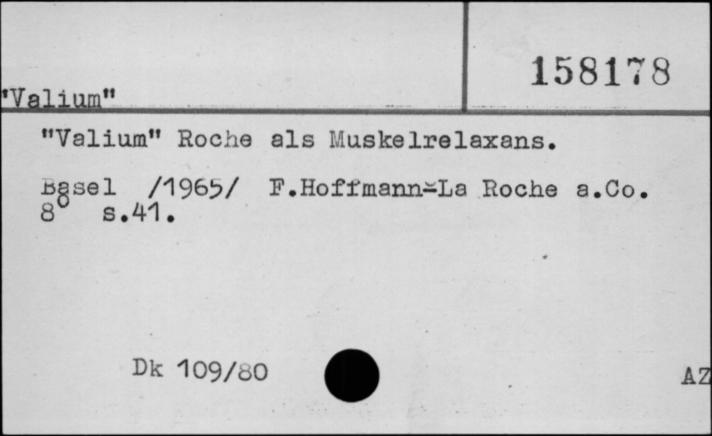 158178
"Valium"
"Valium" Roche als Muskelrelaxans.
Basel /1965/ F.Hoffmann-La Roche a.Co.
8° s.41.
Dk 109/80
AZ